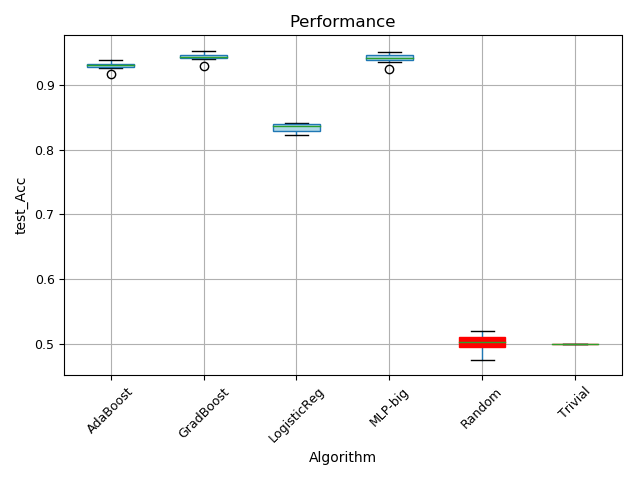 Performance
test_Acc
0.9
0.8
0.7
0.6
0.5
AdaBoost
GradBoost
LogisticReg
MLP-big
Random
Trivial
Algorithm